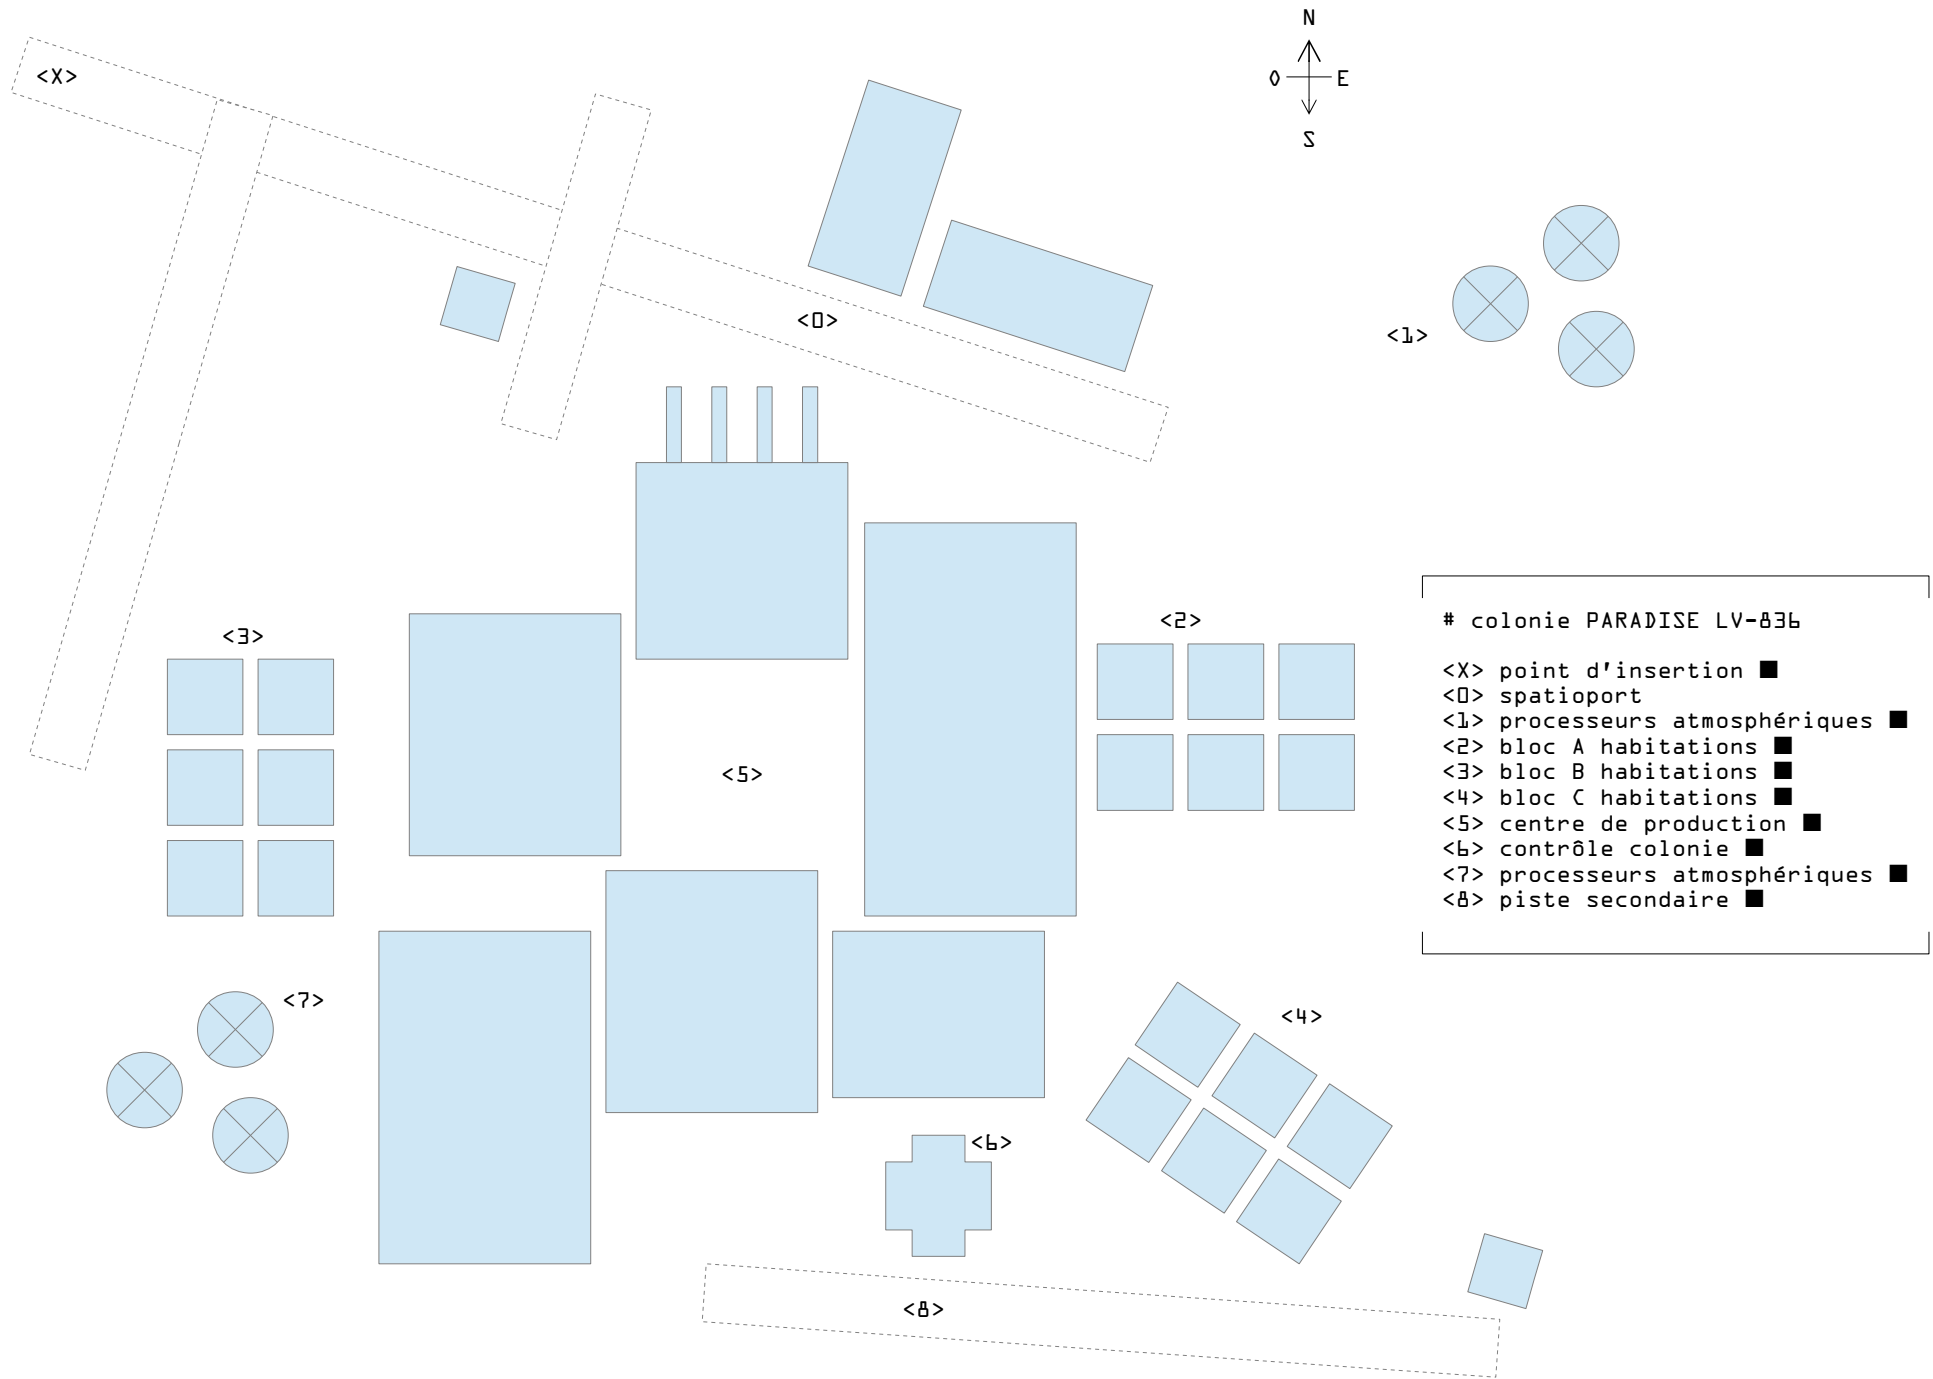 N
O E
S
<X>
<0>
<1>
<3>
<2>
<5>
<7>
<4>
<6>
<8>
# colonie PARADISE LV-836
<X> point d'insertion ■
<0> spatioport
<1> processeurs atmosphériques ■
<2> bloc A habitations ■
<3> bloc B habitations ■
<4> bloc C habitations ■
<5> centre de production ■
<6> contrôle colonie ■
<7> processeurs atmosphériques ■
<8> piste secondaire ■